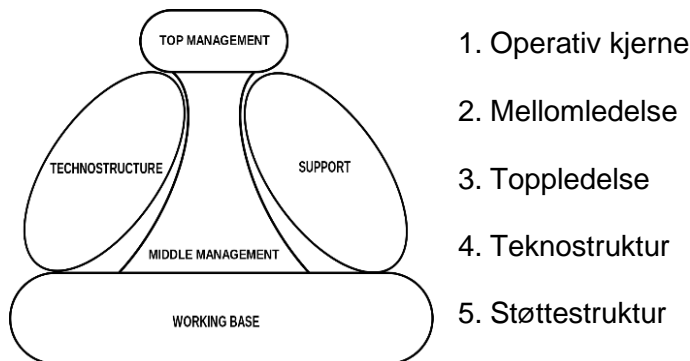 TOP MANAGEMENT
TECHNOSTRUCTURE
SUPPORT
MIDDLE MANAGEMENT
WORKING BASE
1. Operativ kjerne
2. Mellomledelse
3. Toppledelse
4. Teknostruktur
5. Støttestruktur